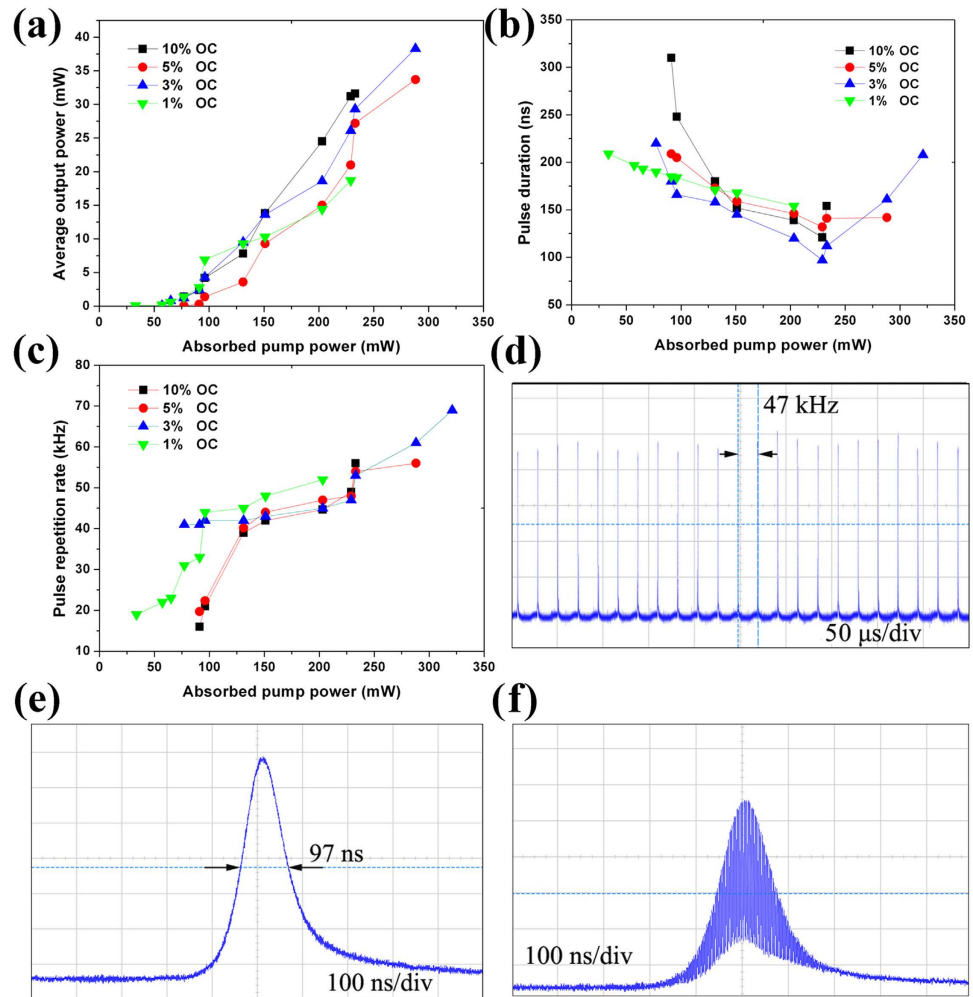 (a)
Average output power (mW)
40
35
30
25
20
15
10
5
0
10% OC
5% OC
3% OC
1% OC
0 50 100 150 200 250 300 350
Absorbed pump power (mW)
(b)
Pulse duration (ns)
350
300
250
200
150
100
50
10% OC
5% OC
3% OC
1% OC
0 50 100 150 200 250 300 350
Absorbed pump power (mW)
(c)
Pulse repetition rate (kHz)
80
70
60
50
40
30
20
10
10% OC
5% OC
3% OC
1% OC
0 50 100 150 200 250 300 350
Absorbed pump power (mW)
(d)
47 kHz
50 μs/div
(e)
97 ns
100 ns/div
(f)
100 ns/div